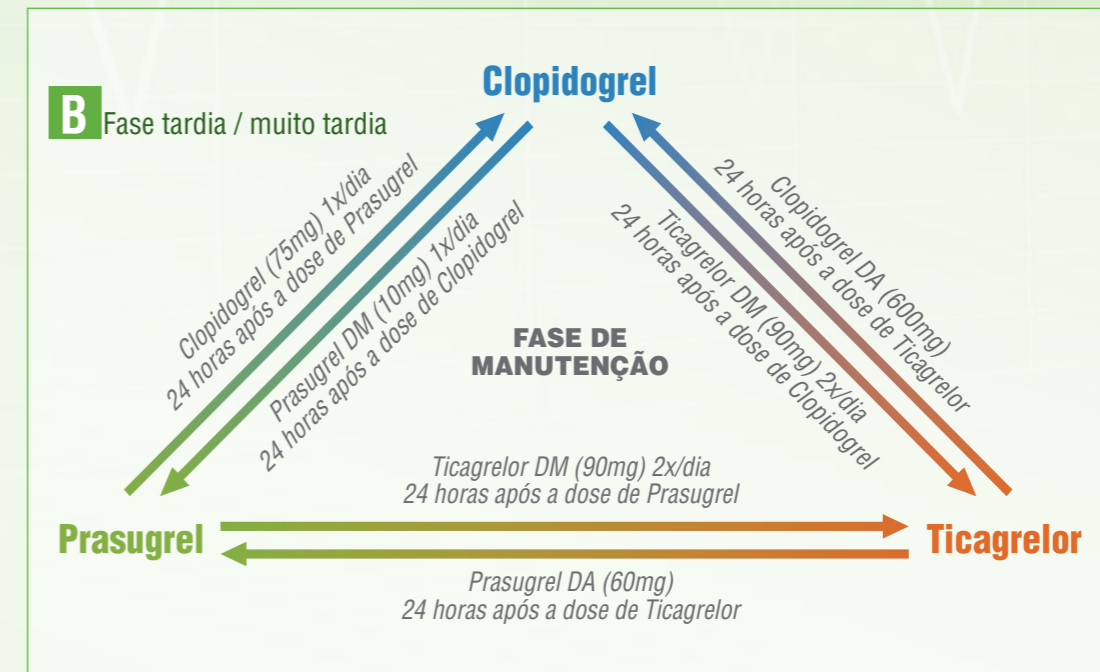 Clopidogrel
B
Fase tardia / muito tardia
Clopidogrel (75mg) 1x/dia
24 horas após a dose de Prasugrel
Prasugrel DM (10mg) 1x/dia
24 horas após a dose de Clopidogrel
Clopidogrel DA (600mg)
24 horas após a dose de Ticagrelor
Ticagrelor DM (90mg) 2x/dia
24 horas após a dose de Clopidogrel
FASE DE
MANUTENÇÃO
Ticagrelor DM (90mg) 2x/dia
24 horas após a dose de Prasugrel
Prasugrel
Ticagrelor
Prasugrel DA (60mg)
24 horas após a dose de Ticagrelor